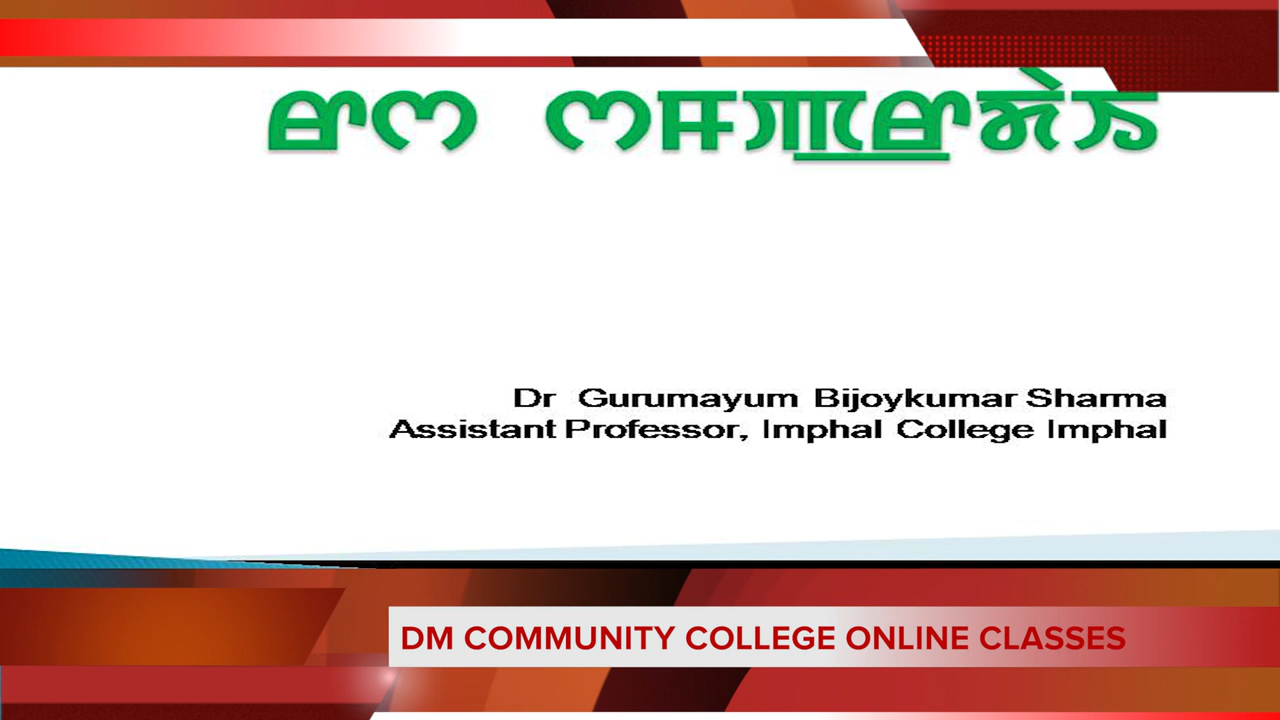 Dr Gurumayum Bijoykumar Sharma
Assistant Professor, Imphal College Imphal
DM COMMUNITY COLLEGE ONLINE CLASSES